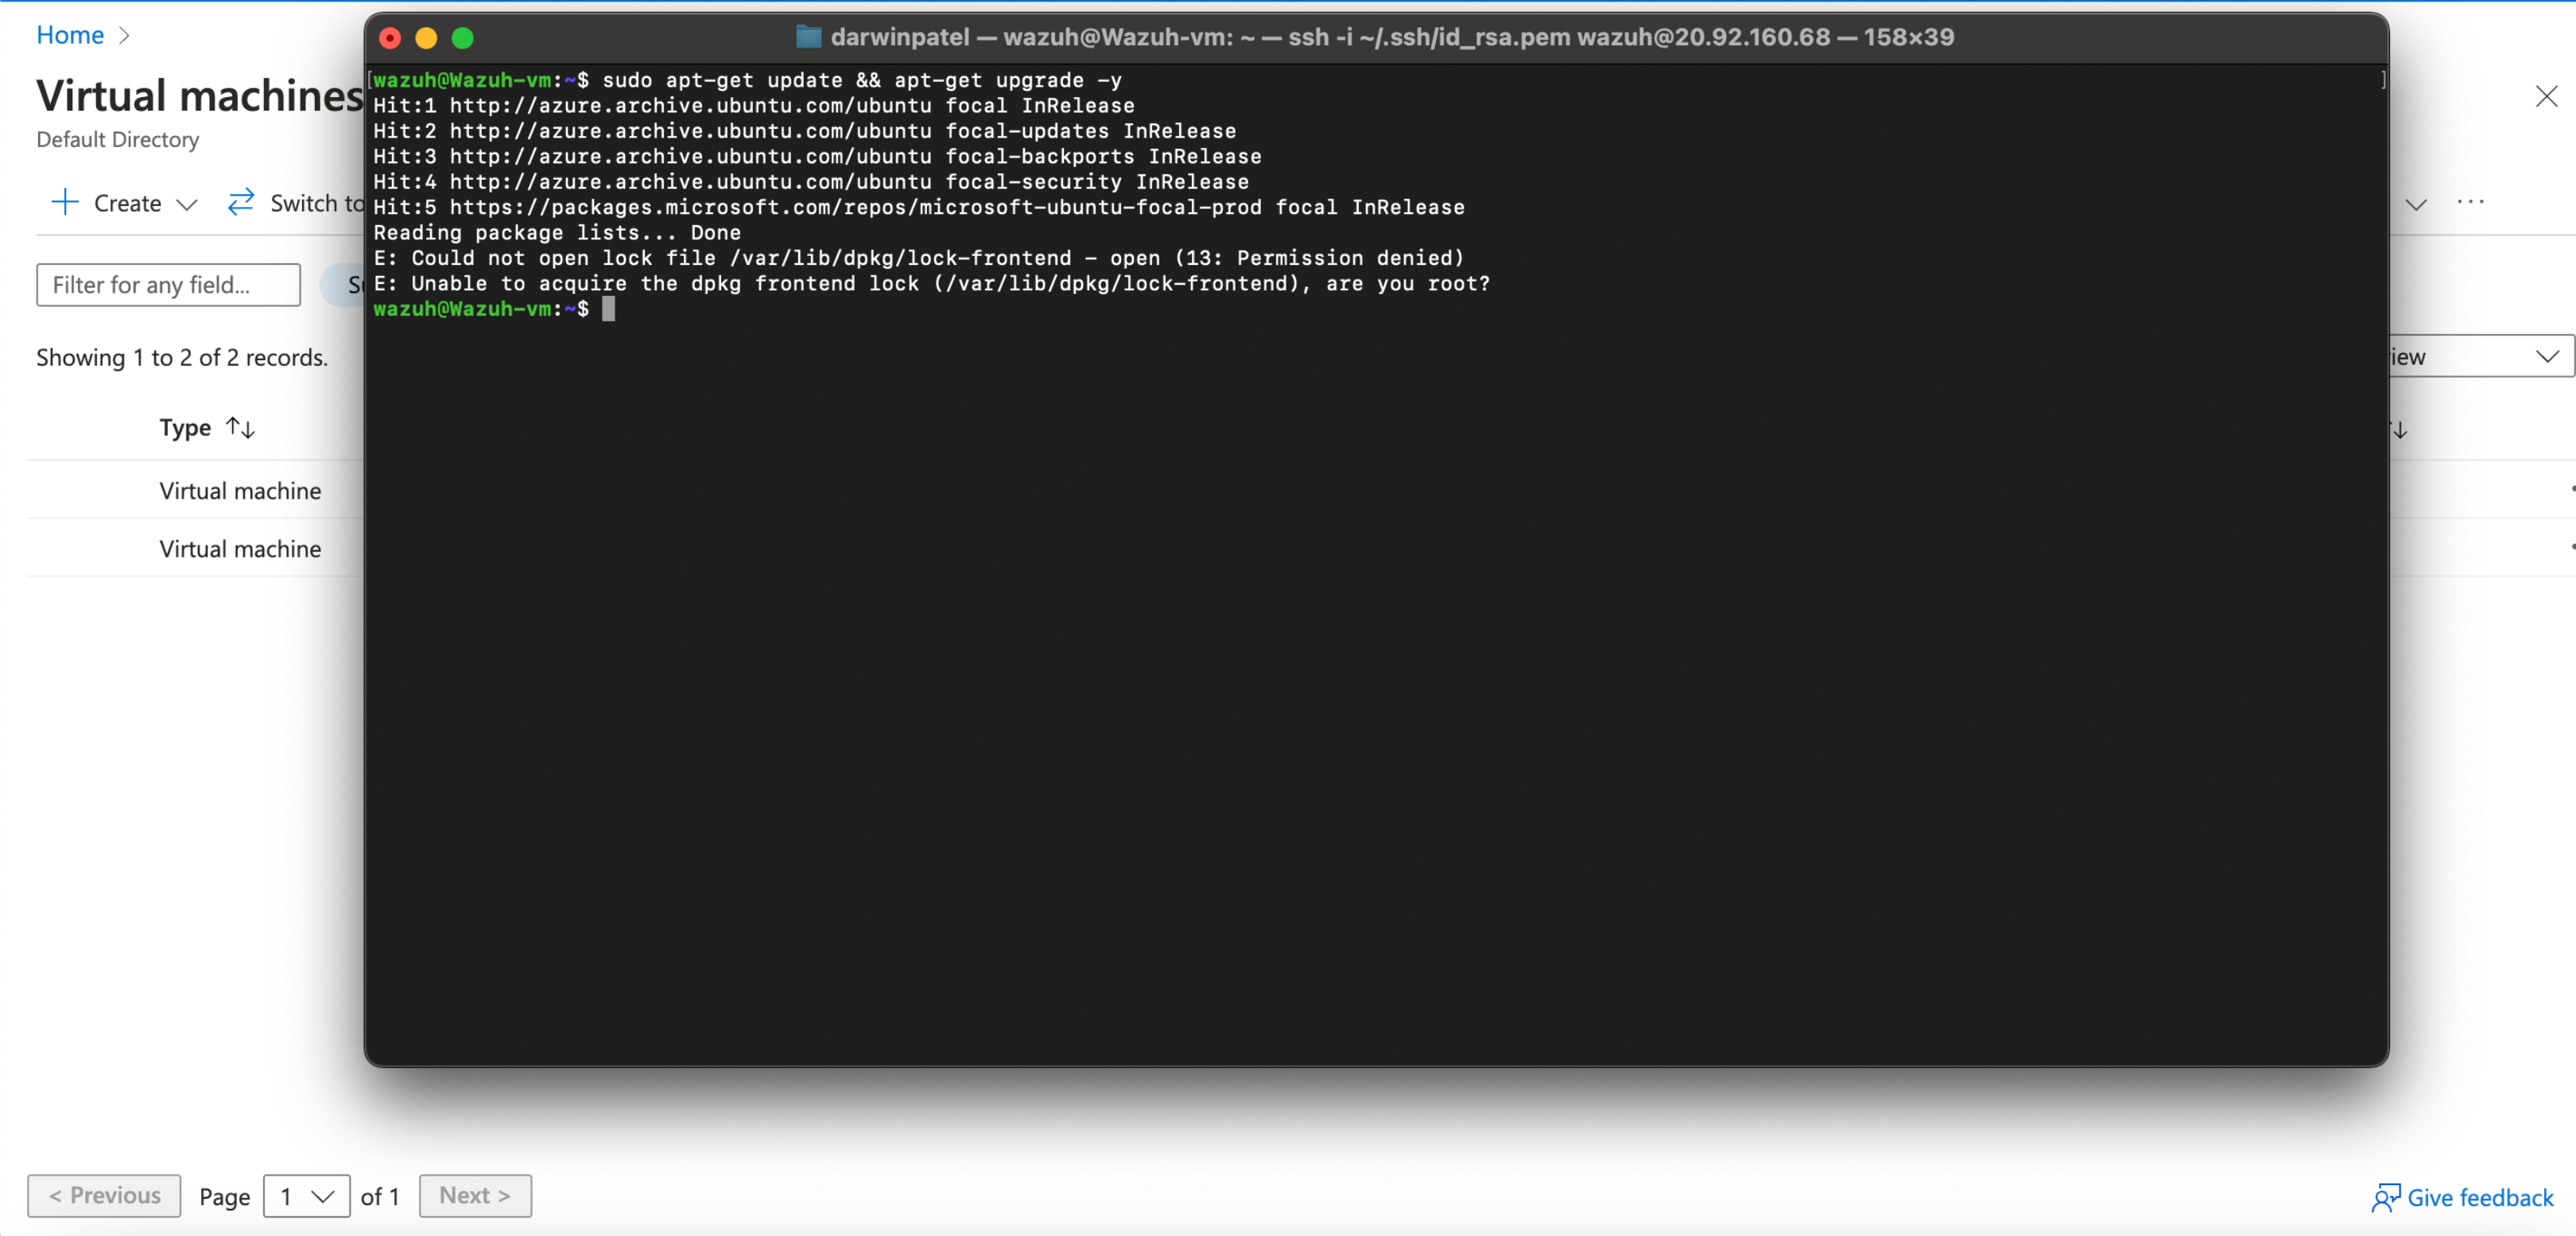 Home
Virtual machines
Default Directory
Create
Switch to
Filter for any field...
Showing 1 to 2 of 2 records.
Type
Virtual machine
Virtual machine
darwinpatel — wazuh@Wazuh-vm: ~ — ssh -i ~/.ssh/id_rsa.pem wazuh@20.92.160.68 — 158×39
[wazuh@Wazuh-vm:~$ sudo apt-get update && apt-get upgrade -y ]
Hit:1 http://azure.archive.ubuntu.com/ubuntu focal InRelease
Hit:2 http://azure.archive.ubuntu.com/ubuntu focal-updates InRelease
Hit:3 http://azure.archive.ubuntu.com/ubuntu focal-backports InRelease
Hit:4 http://azure.archive.ubuntu.com/ubuntu focal-security InRelease
Hit:5 https://packages.microsoft.com/repos/microsoft-ubuntu-focal-prod focal InRelease
Reading package lists... Done
E: Could not open lock file /var/lib/dpkg/lock-frontend - open (13: Permission denied)
E: Unable to acquire the dpkg frontend lock (/var/lib/dpkg/lock-frontend), are you root?
wazuh@Wazuh-vm:~$
< Previous Page 1 of 1 Next >
Give feedback